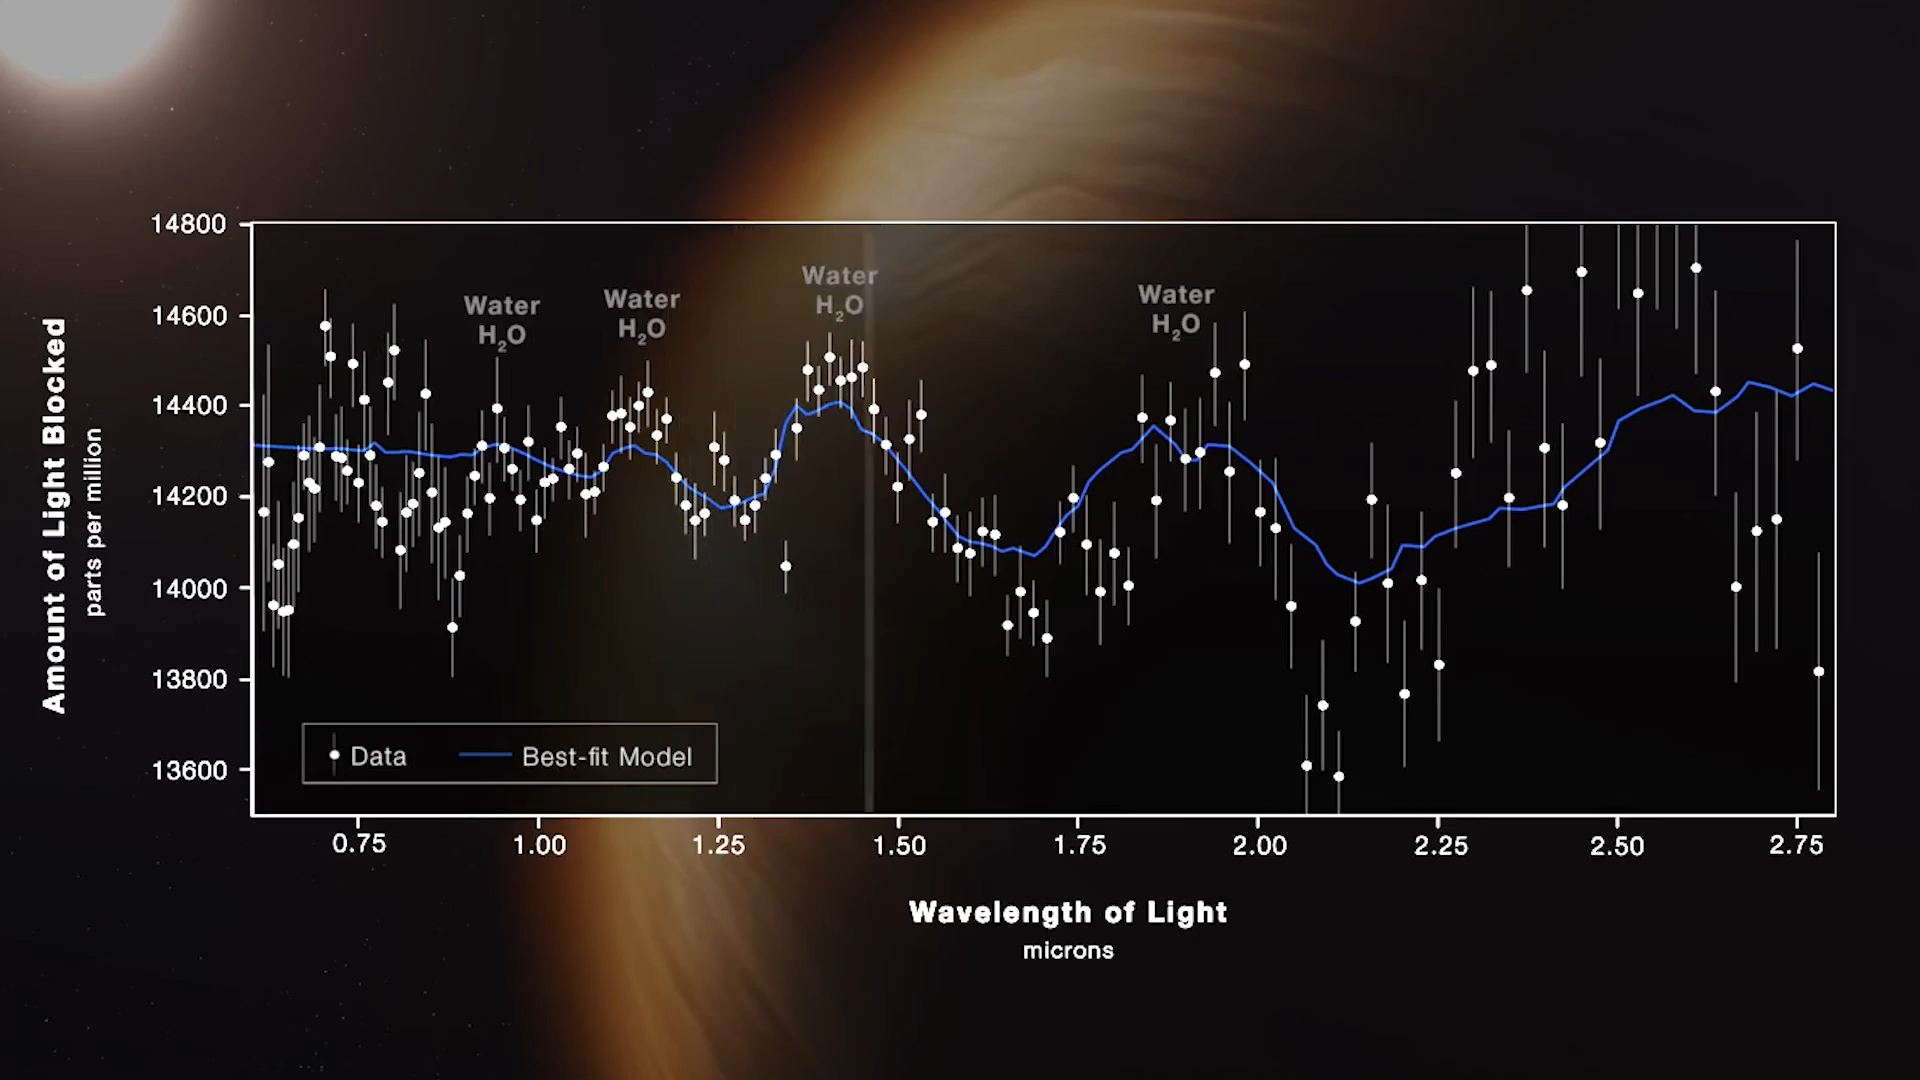 14800
14600
14400
14200
14000
13800
13600
Amount of Light Blocked
parts per million
Water
H₂O
Water
H₂O
Water
H₂O
Water
H₂O
Data
Best-fit Model
0.75
1.00
1.25
1.50
1.75
2.00
2.25
2.50
2.75
Wavelength of Light
microns